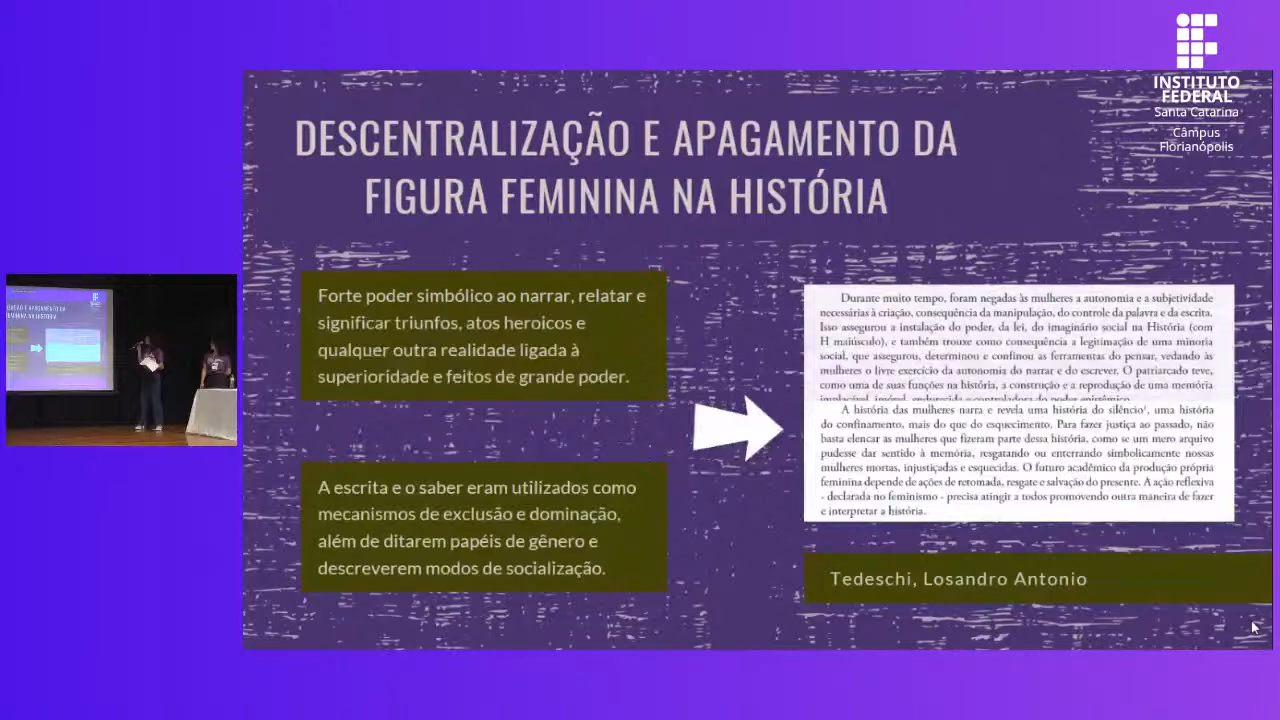 INSTITUTO
FEDERAL
Santa Catarina
Câmpus
Florianópolis
DESCENTRALIZAÇÃO E APAGAMENTO DA
FIGURA FEMININA NA HISTÓRIA
Forte poder simbólico ao narrar, relatar e
significar triunfos, atos heroicos e
qualquer outra realidade ligada à
superioridade e feitos de grande poder.
A escrita e o saber eram utilizados como
mecanismos de exclusão e dominação,
além de ditarem papéis de gênero e
descreverem modos de socialização.
Durante muito tempo, foram negadas às mulheres a autonomia e a subjetividade
necessárias à criação, consequência da manipulação, do controle da palavra e da escrita.
Isso assegurou a instalação do poder, da lei, do imaginário social na História (com
H maiúsculo), e também trouxe como consequência a legitimação de uma minoria
social, que assegurou, determinou e confinou as ferramentas do pensar, vedando às
mulheres o livre exercício da autonomia do narrar e do escrever. O patriarcado teve,
como uma de suas funções na história, a construção e a reprodução de uma memória
implacável, imóvel, endurecida e controladora do poder epistêmico.
A história das mulheres narra e revela uma história do silêncio¹, uma história
do confinamento, mais do que do esquecimento. Para fazer justiça ao passado, não
basta elencar as mulheres que fizeram parte dessa história, como se um mero arquivo
pudesse dar sentido à memória, resgatando ou enterrando simbolicamente nossas
mulheres mortas, injustiçadas e esquecidas. O futuro acadêmico da produção própria
feminina depende de ações de retomada, resgate e salvação do presente. A ação reflexiva
- declarada no feminismo - precisa atingir a todos promovendo outra maneira de fazer
e interpretar a história.
Tedeschi, Losandro Antonio